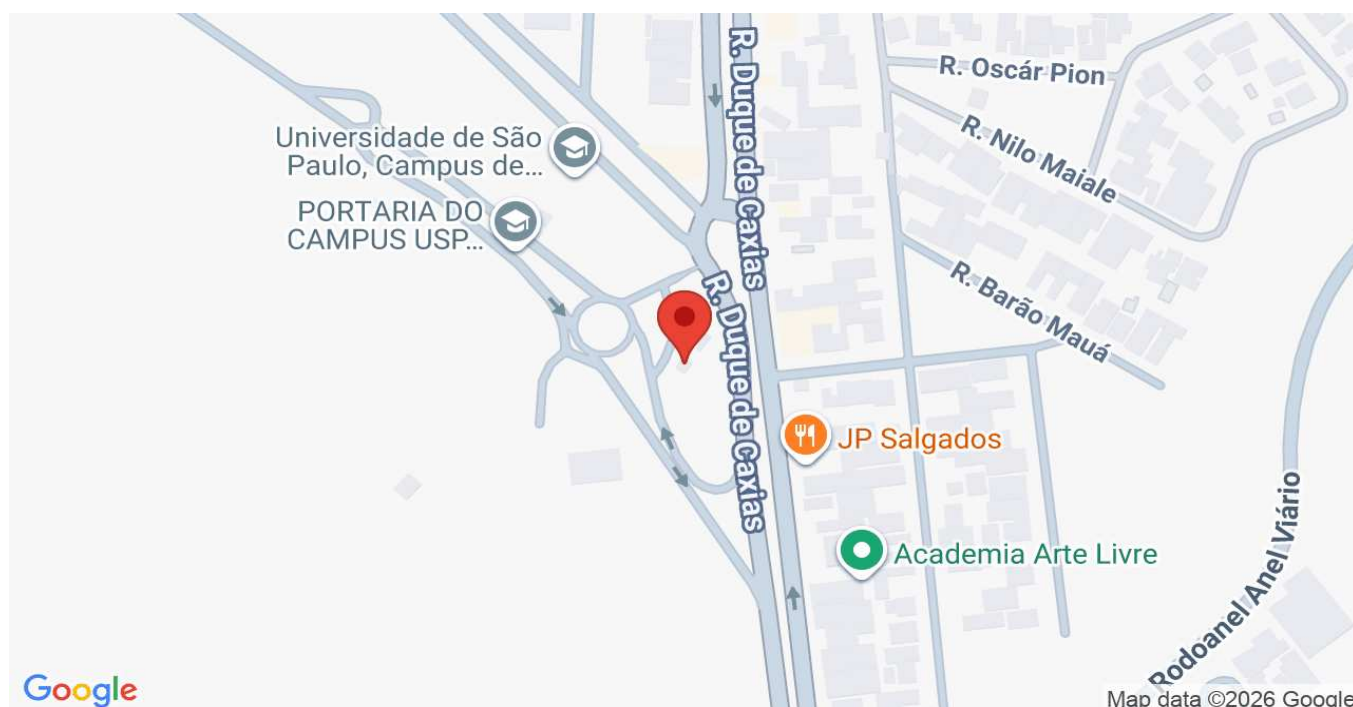 R. Duque de Caxias
R. Oscár Pion
R. Nilo Maiale
Universidade de São
Paulo, Campus de...
PORTARIA DO
CAMPUS USP...
R. Barão Mauá
R. Duque de Caxias
JP Salgados
Academia Arte Livre
Rodoanel Anel Viário
Google
Map data ©2026 Google